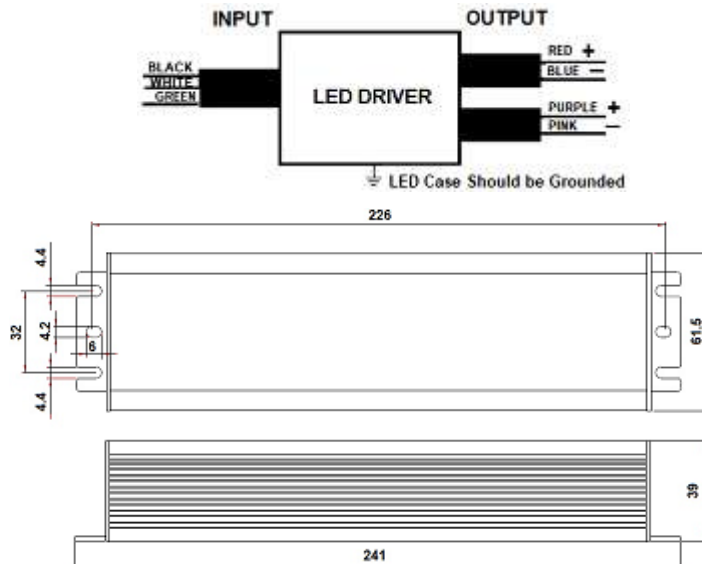 INPUT OUTPUT
BLACK
WHITE
GREEN
LED DRIVER
RED +
BLUE −
PURPLE +
PINK −
LED Case Should be Grounded
226
4.4
32
4.2
6
4.4
61.5
39
241